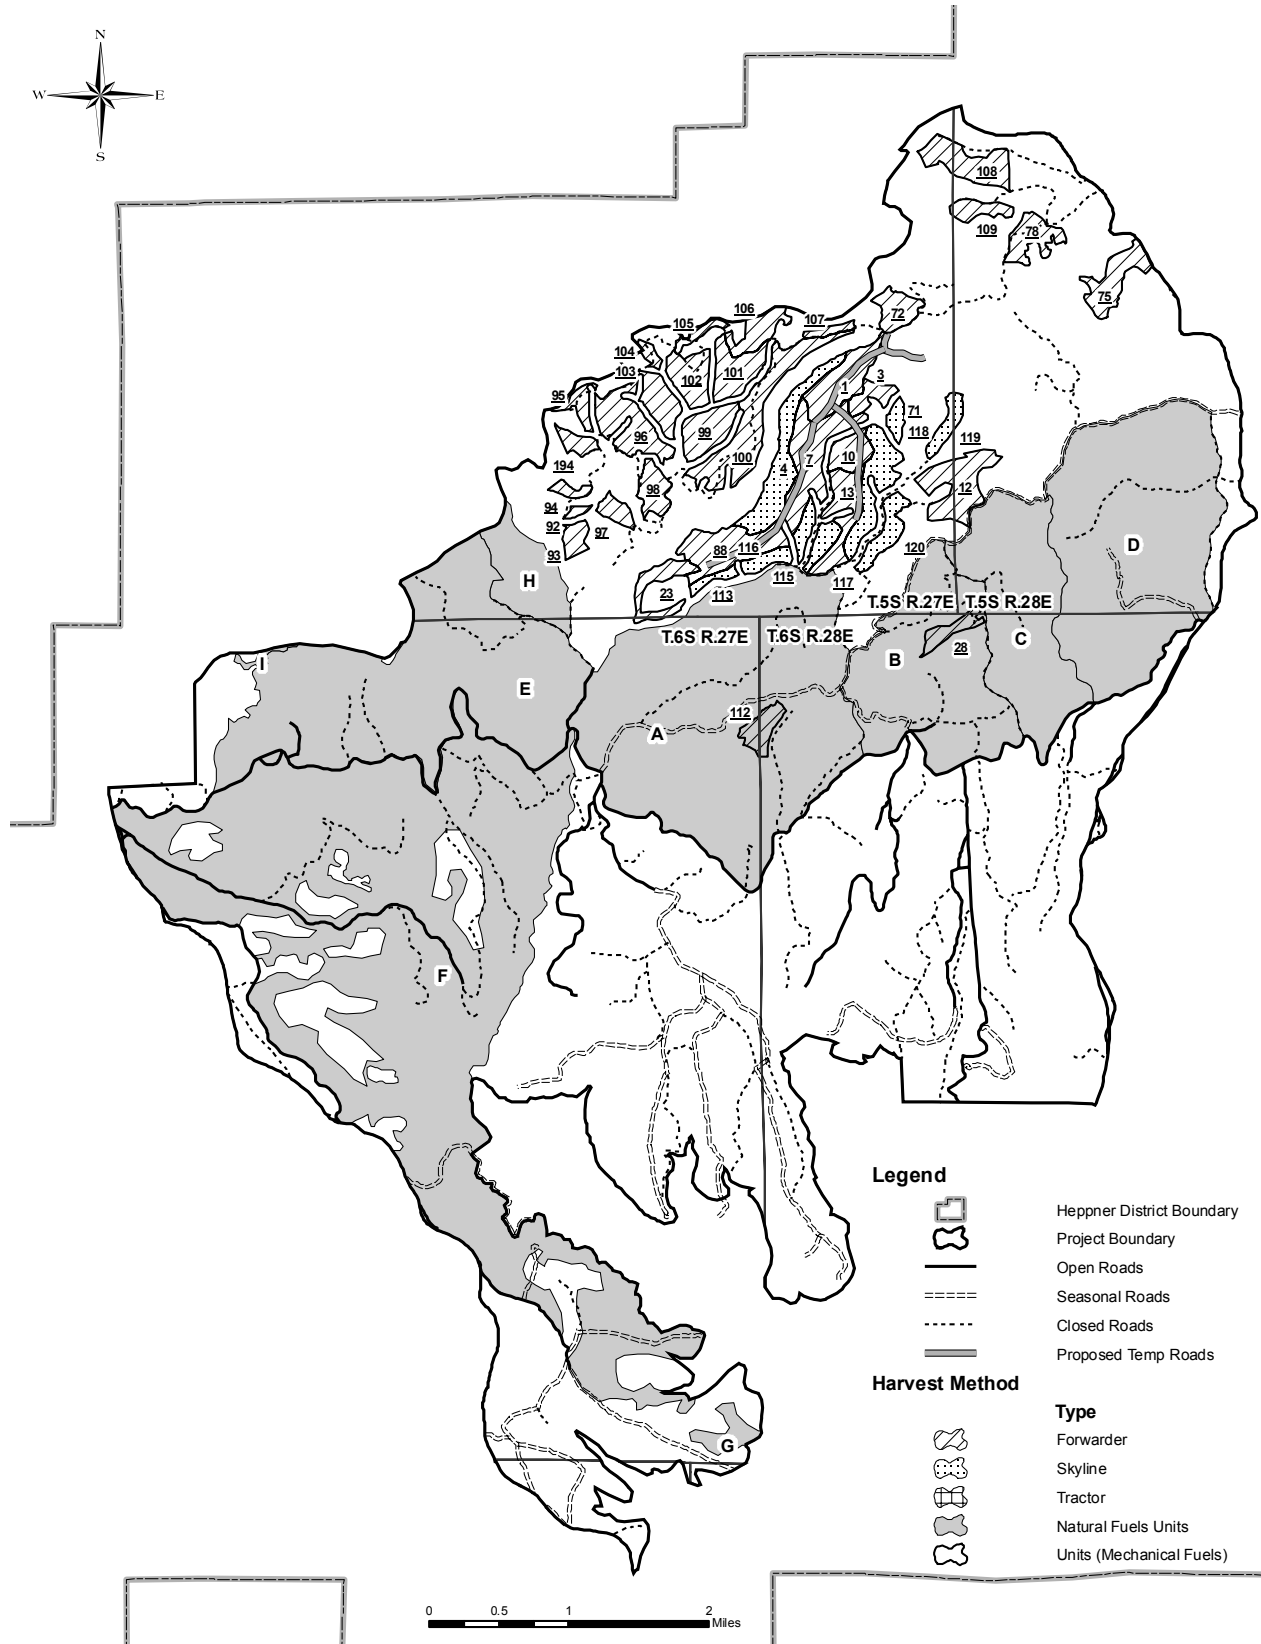 N
W E
S
108
109
78
75
72
106
107
105
104
103
102
101
95
96
99
100
194
98
94
92
97
93
1
3
71
118
119
4
7
10
13
12
88
116
115
113
23
117
120
H
D
T.5S R.27E T.5S R.28E
T.6S R.27E T.6S R.28E
28
C
B
I
E
A
112
F
G
Legend
Heppner District Boundary
Project Boundary
Open Roads
Seasonal Roads
Closed Roads
Proposed Temp Roads
Harvest Method
Type
Forwarder
Skyline
Tractor
Natural Fuels Units
Units (Mechanical Fuels)
0 0.5 1 2
Miles